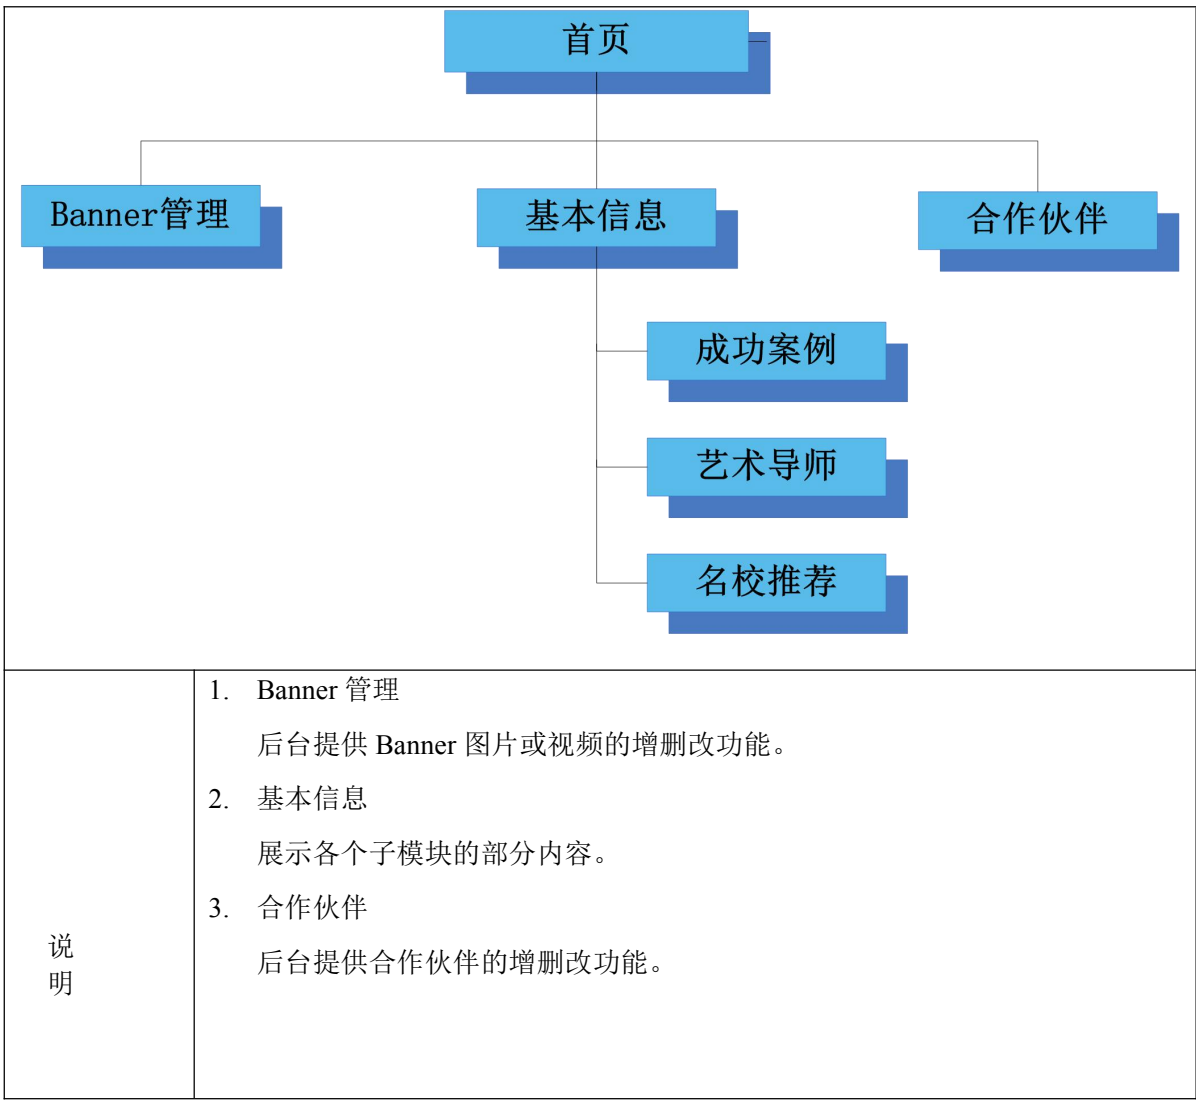 首页
Banner管理
基本信息
合作伙伴
成功案例
艺术导师
名校推荐
说
明
1. Banner 管理
后台提供 Banner 图片或视频的增删改功能。
2. 基本信息
展示各个子模块的部分内容。
3. 合作伙伴
后台提供合作伙伴的增删改功能。